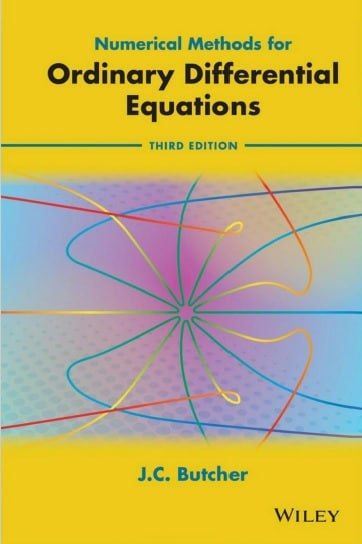 Numerical Methods for
Ordinary Differential
Equations
THIRD EDITION
J.C. Butcher
WILEY